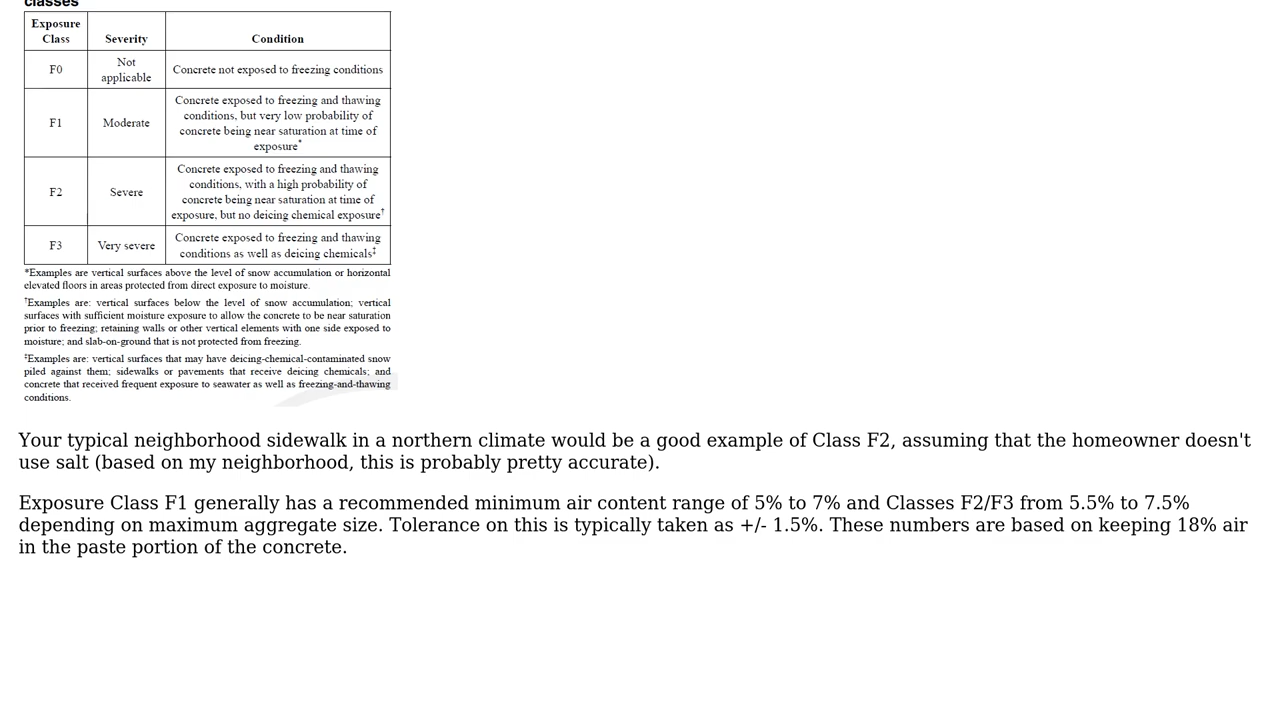 classes
Exposure
Class
Severity
Condition
F0
Not
applicable
Concrete not exposed to freezing conditions
F1
Moderate
Concrete exposed to freezing and thawing
conditions, but very low probability of
concrete being near saturation at time of
exposure*
F2
Severe
Concrete exposed to freezing and thawing
conditions, with a high probability of
concrete being near saturation at time of
exposure, but no deicing chemical exposure†
F3
Very severe
Concrete exposed to freezing and thawing
conditions as well as deicing chemicals‡
*Examples are vertical surfaces above the level of snow accumulation or horizontal
elevated floors in areas protected from direct exposure to moisture.
†Examples are: vertical surfaces below the level of snow accumulation; vertical
surfaces with sufficient moisture exposure to allow the concrete to be near saturation
prior to freezing; retaining walls or other vertical elements with one side exposed to
moisture; and slab-on-ground that is not protected from freezing.
‡Examples are: vertical surfaces that may have deicing-chemical-contaminated snow
piled against them; sidewalks or pavements that receive deicing chemicals; and
concrete that received frequent exposure to seawater as well as freezing-and-thawing
conditions.
Your typical neighborhood sidewalk in a northern climate would be a good example of Class F2, assuming that the homeowner doesn't
use salt (based on my neighborhood, this is probably pretty accurate).
Exposure Class F1 generally has a recommended minimum air content range of 5% to 7% and Classes F2/F3 from 5.5% to 7.5%
depending on maximum aggregate size. Tolerance on this is typically taken as +/- 1.5%. These numbers are based on keeping 18% air
in the paste portion of the concrete.